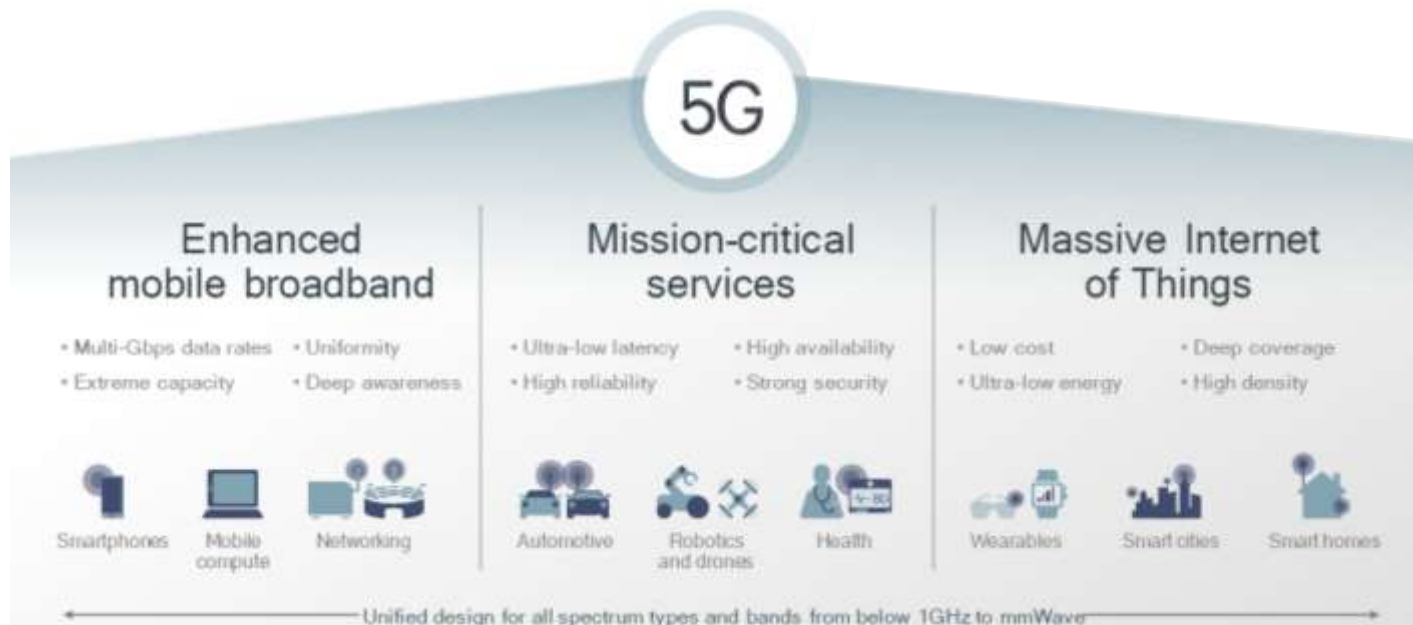 5G
Enhanced
mobile broadband
• Multi-Gbps data rates • Uniformity
• Extreme capacity • Deep awareness
Smartphones
Mobile
compute
Networking
Mission-critical
services
• Ultra-low latency • High availability
• High reliability • Strong security
Automotive
Robotics
and drones
Health
Massive Internet
of Things
• Low cost • Deep coverage
• Ultra-low energy • High density
Wearables
Smart cities
Smart homes
Unified design for all spectrum types and bands from below 1GHz to mmWave